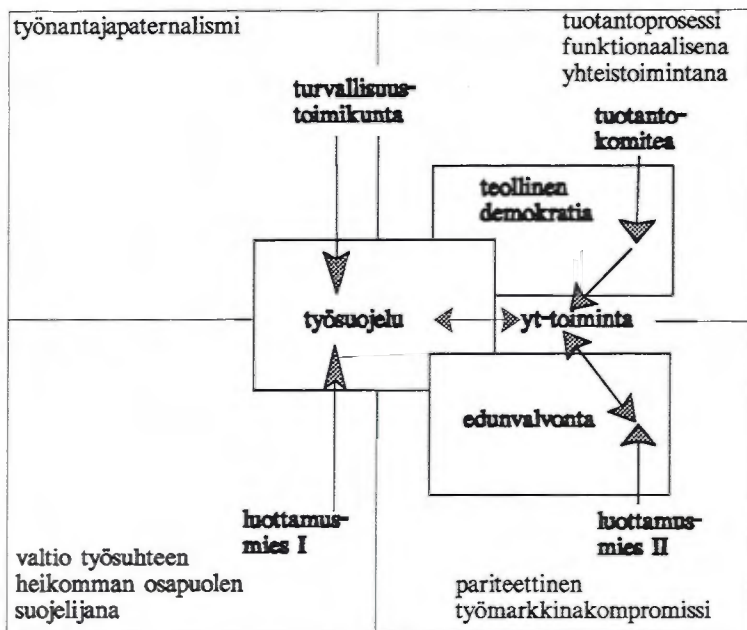 työnantajapaternalismi
tuotantoprosessi
funktionaalisena
yhteistoimintana
turvallisuus-
toimikunta
tuotanto-
komitea
teollinen
demokratia
työsuojelu
yt-toiminta
edunvalvonta
luottamus-
mies I
luottamus-
mies II
valtio työsuhteen
heikomman osapuolen
suojelijana
pariteettinen
työmarkkinakompromissi